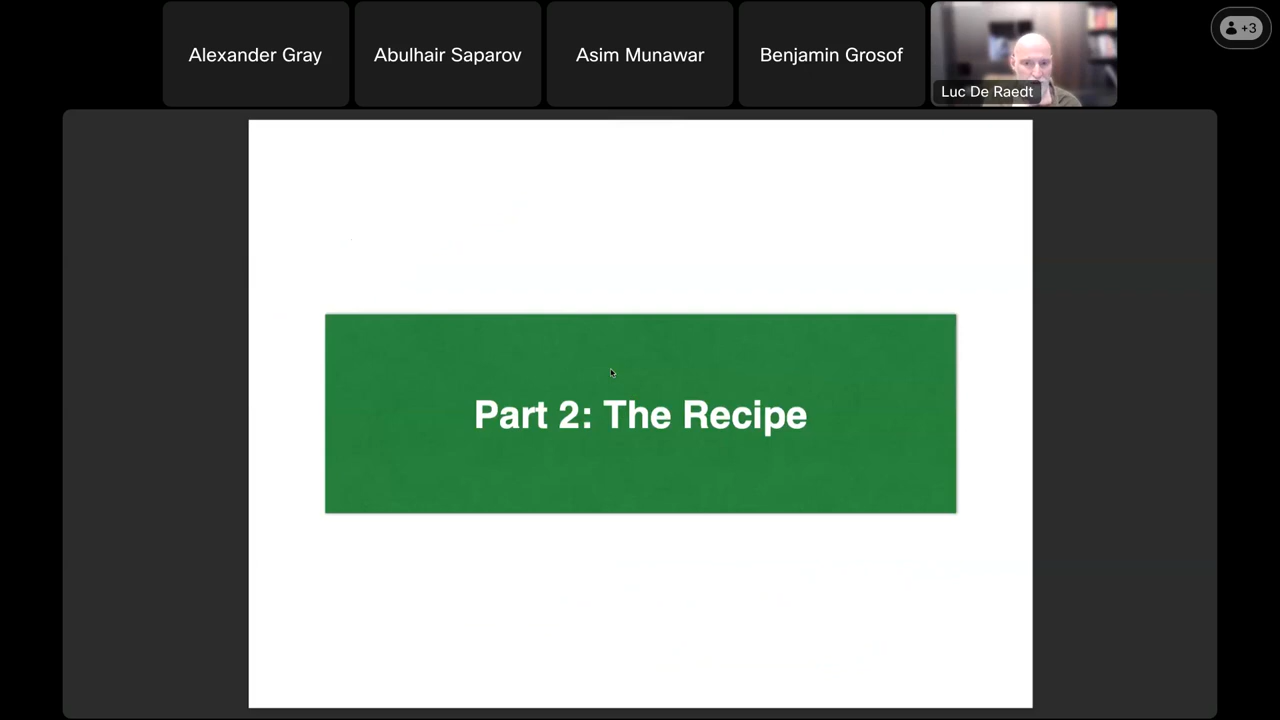 Alexander Gray
Abulhair Saparov
Asim Munawar
Benjamin Grosof
Luc De Raedt
+3
Part 2: The Recipe